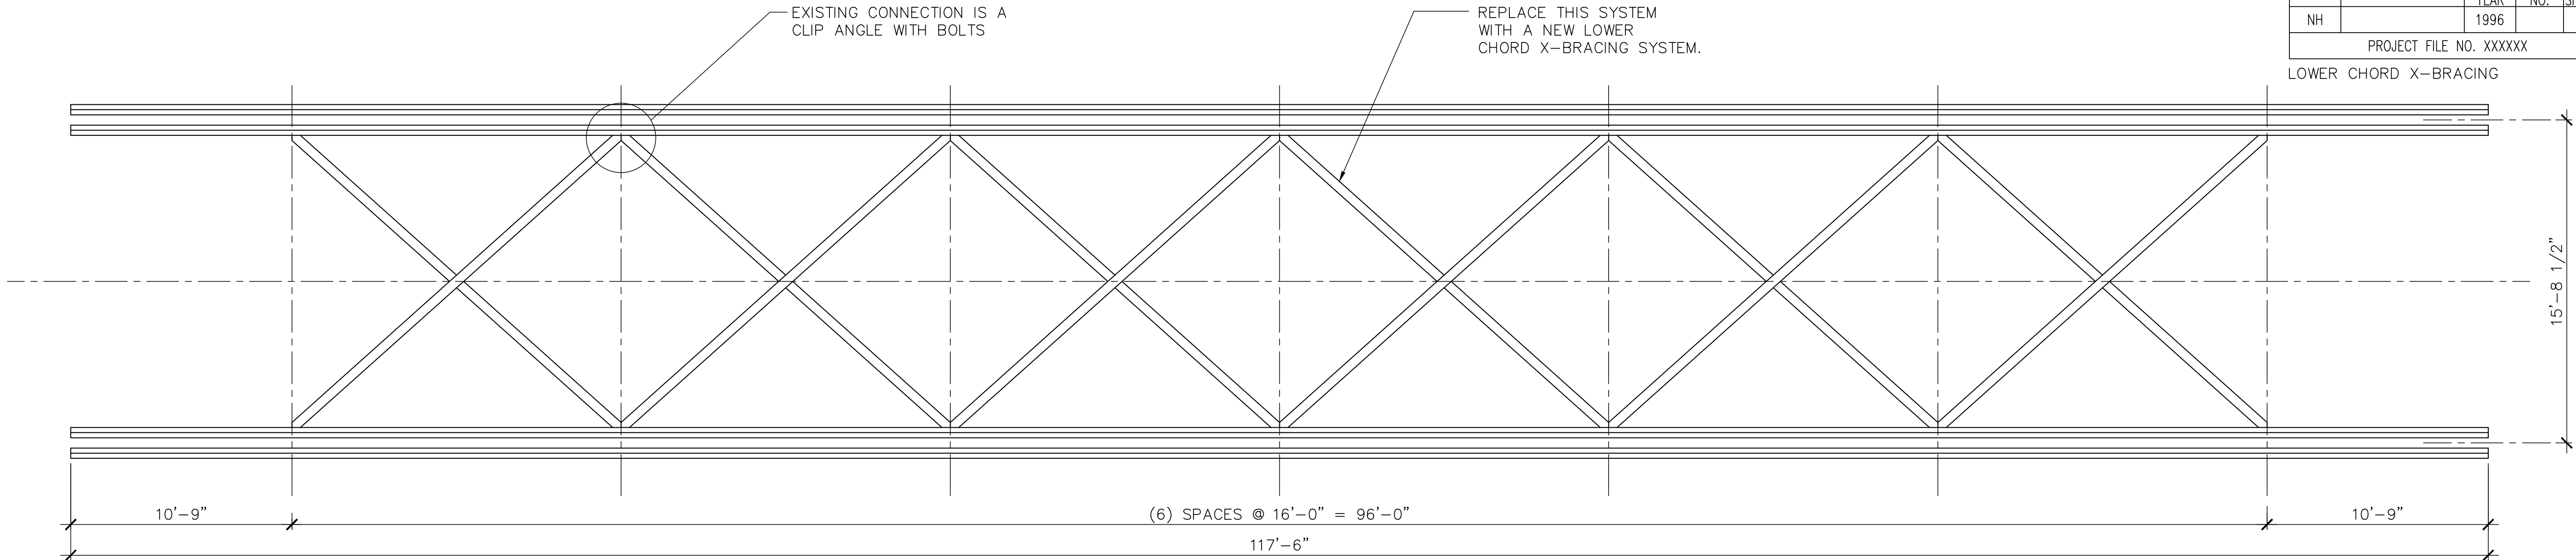 EXISTING CONNECTION IS A
CLIP ANGLE WITH BOLTS
REPLACE THIS SYSTEM
WITH A NEW LOWER
CHORD X-BRACING SYSTEM.
YEAR NO.
NH 1996
PROJECT FILE NO. XXXXXX
LOWER CHORD X-BRACING
15'-8 1/2"
10'-9"
(6) SPACES @ 16'-0" = 96'-0"
10'-9"
117'-6"